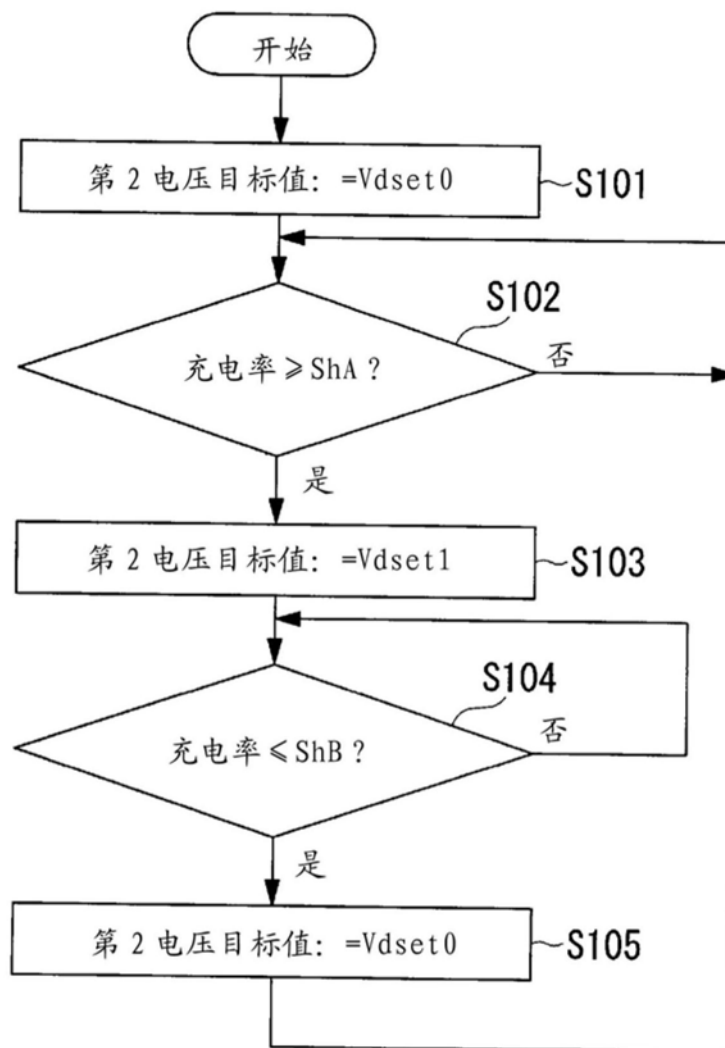 开始
第2电压目标值：=Vdset0
S101
S102
充电率≥ShA？
否
是
第2电压目标值：=Vdset1
S103
S104
充电率≤ShB？
否
是
第2电压目标值：=Vdset0
S105